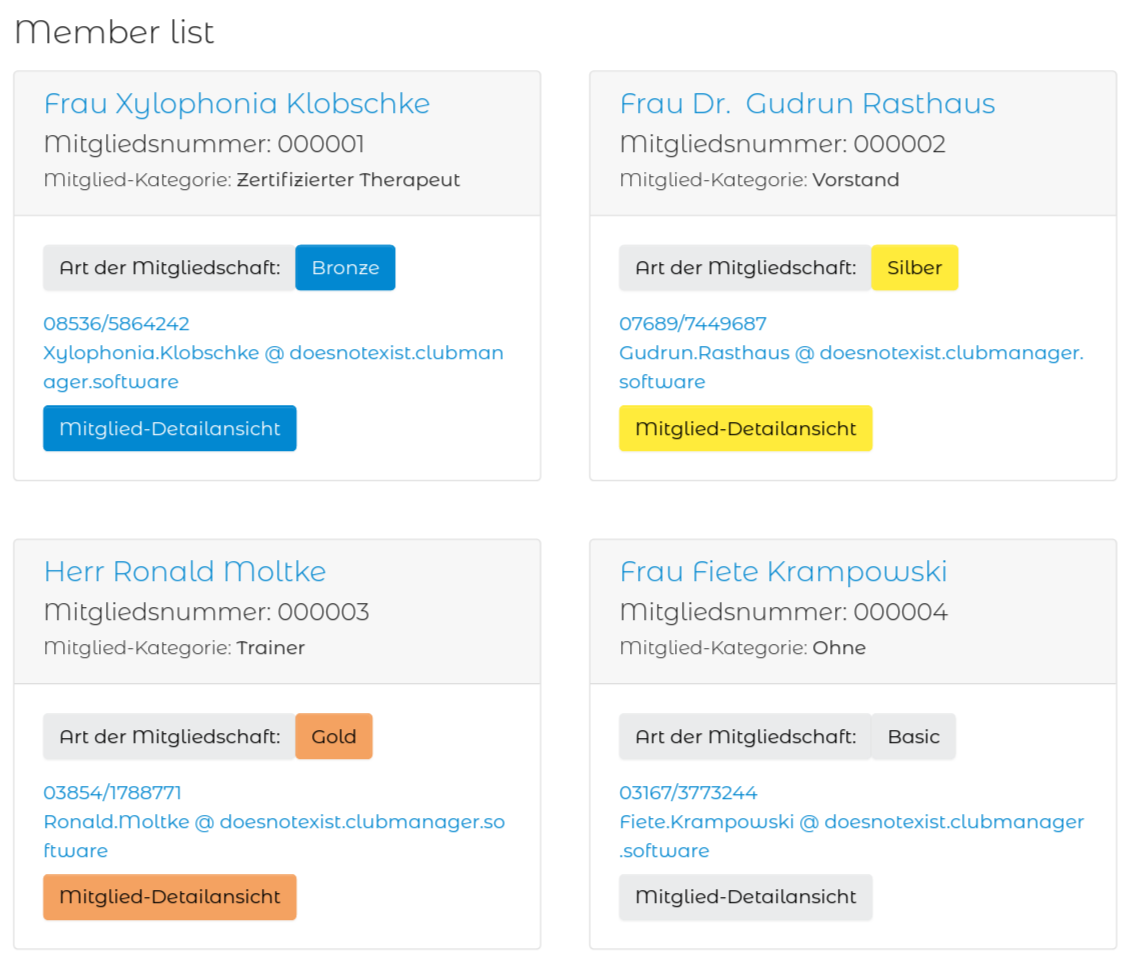 Member list
Frau Xylophonia Klobschke
Mitgliedsnummer: 000001
Mitglied-Kategorie: Zertifizierter Therapeut
Art der Mitgliedschaft: Bronze
08536/5864242
Xylophonia.Klobschke @ doesnotexist.clubman
ager.software
Mitglied-Detailansicht
Frau Dr.  Gudrun Rasthaus
Mitgliedsnummer: 000002
Mitglied-Kategorie: Vorstand
Art der Mitgliedschaft: Silber
07689/7449687
Gudrun.Rasthaus @ doesnotexist.clubmanager.
software
Mitglied-Detailansicht
Herr Ronald Moltke
Mitgliedsnummer: 000003
Mitglied-Kategorie: Trainer
Art der Mitgliedschaft: Gold
03854/1788771
Ronald.Moltke @ doesnotexist.clubmanager.so
ftware
Mitglied-Detailansicht
Frau Fiete Krampowski
Mitgliedsnummer: 000004
Mitglied-Kategorie: Ohne
Art der Mitgliedschaft: Basic
03167/3773244
Fiete.Krampowski @ doesnotexist.clubmanager
.software
Mitglied-Detailansicht